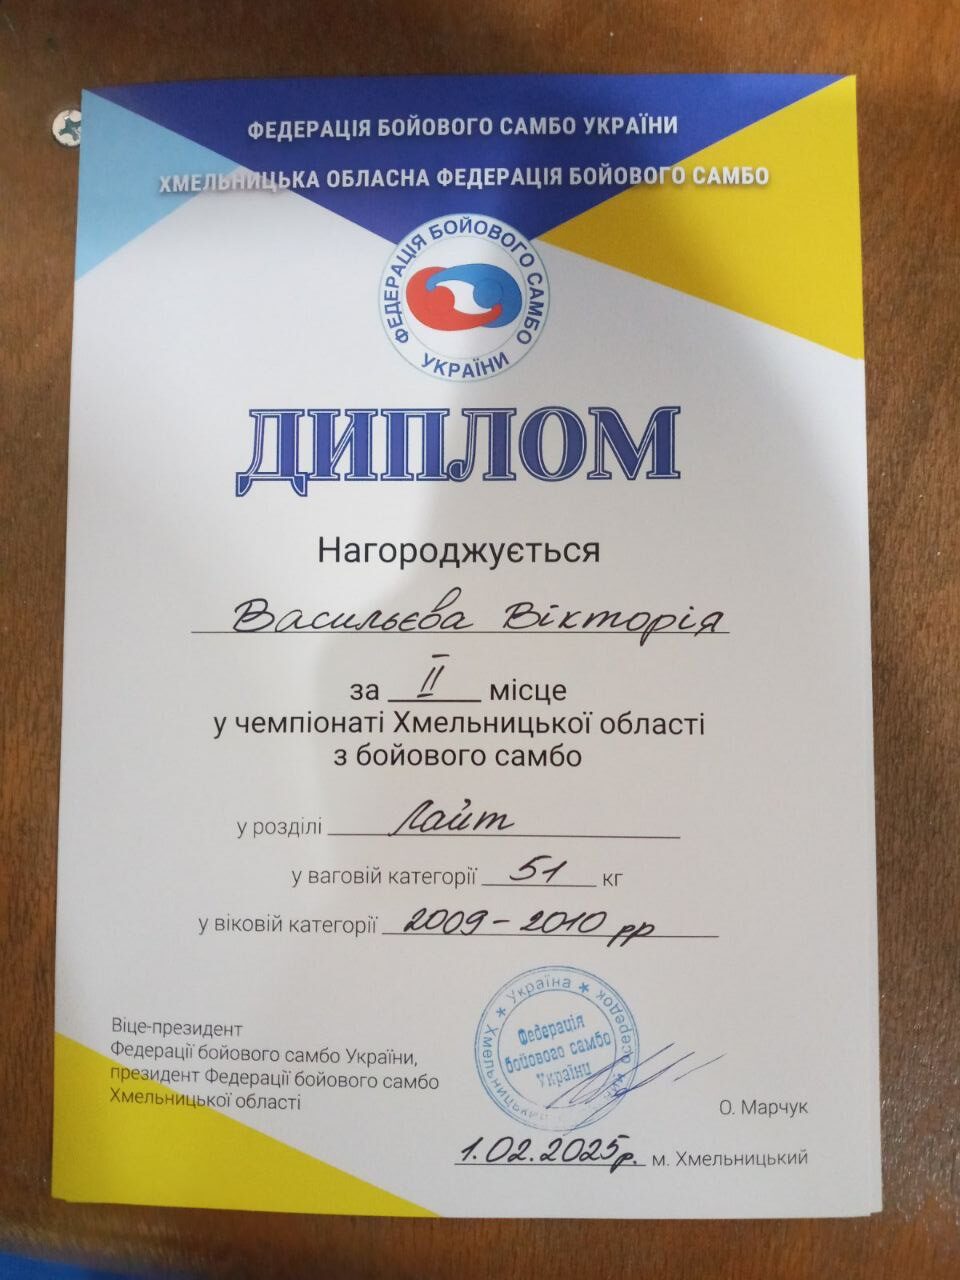 ФЕДЕРАЦІЯ БОЙОВОГО САМБО УКРАЇНИ
ХМЕЛЬНИЦЬКА ОБЛАСНА ФЕДЕРАЦІЯ БОЙОВОГО САМБО
ФЕДЕРАЦІЯ БОЙОВОГО САМБО
УКРАЇНИ
ДИПЛОМ
Нагороджується
Васильєва Вікторія
за II місце
у чемпіонаті Хмельницької області
з бойового самбо
у розділі Лайт
у ваговій категорії 51 кг
у віковій категорії 2009-2010 рр
Україна
Хмельницький осередок
Федерація
бойового самбо
України
Віце-президент
Федерації бойового самбо України,
президент Федерації бойового самбо
Хмельницької області
О. Марчук
1.02.2025р. м. Хмельницький